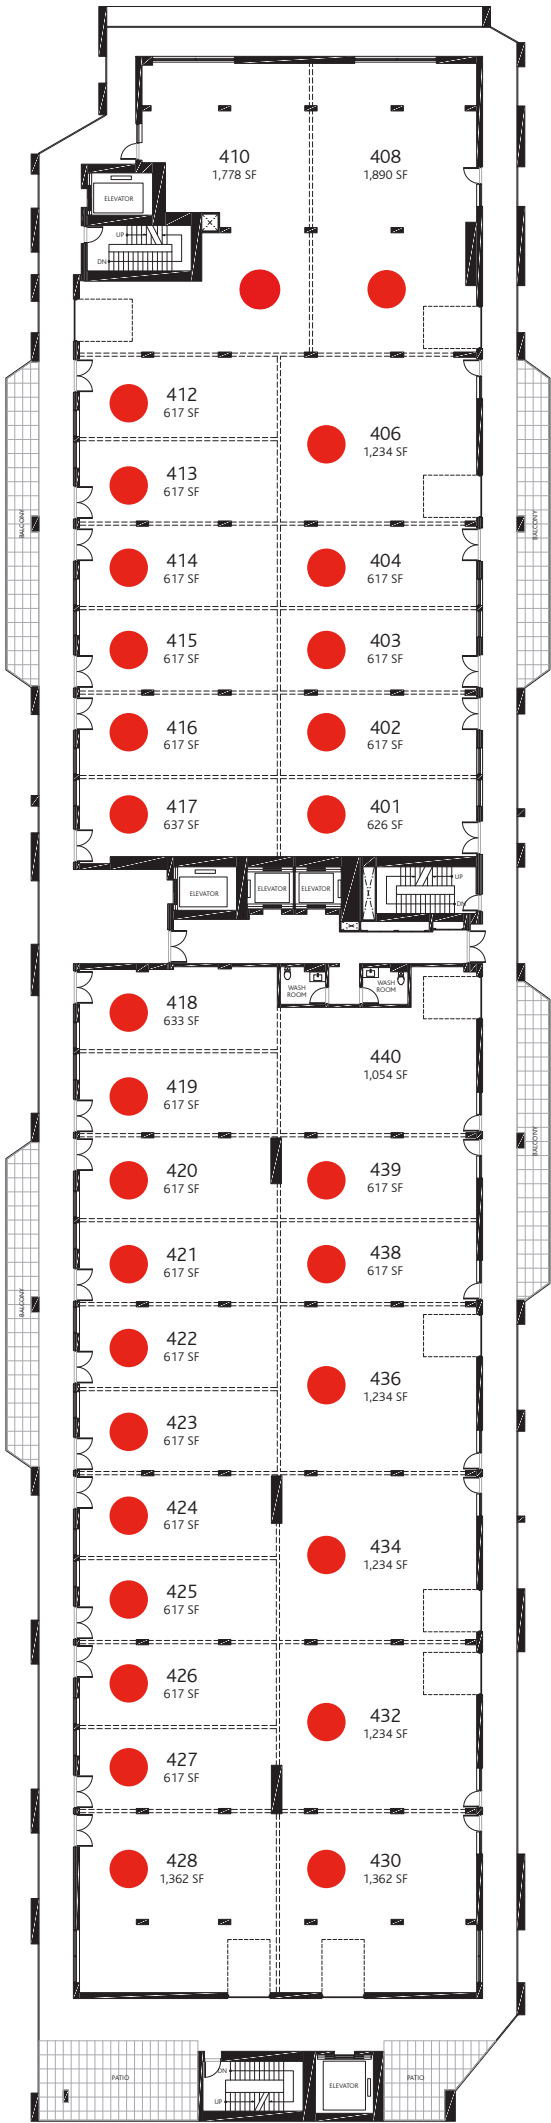 410
1,778 SF
408
1,890 SF
ELEVATOR
UP
DN
412
617 SF
406
1,234 SF
413
617 SF
BALCONY
BALCONY
414
617 SF
404
617 SF
415
617 SF
403
617 SF
416
617 SF
402
617 SF
417
637 SF
401
626 SF
ELEVATOR
ELEVATOR
ELEVATOR
UP
DN
WASH
ROOM
WASH
ROOM
418
633 SF
440
1,054 SF
419
617 SF
BALCONY
420
617 SF
439
617 SF
421
617 SF
438
617 SF
BALCONY
422
617 SF
436
1,234 SF
423
617 SF
424
617 SF
434
1,234 SF
425
617 SF
426
617 SF
432
1,234 SF
427
617 SF
428
1,362 SF
430
1,362 SF
PATIO
DN
UP
ELEVATOR
PATIO